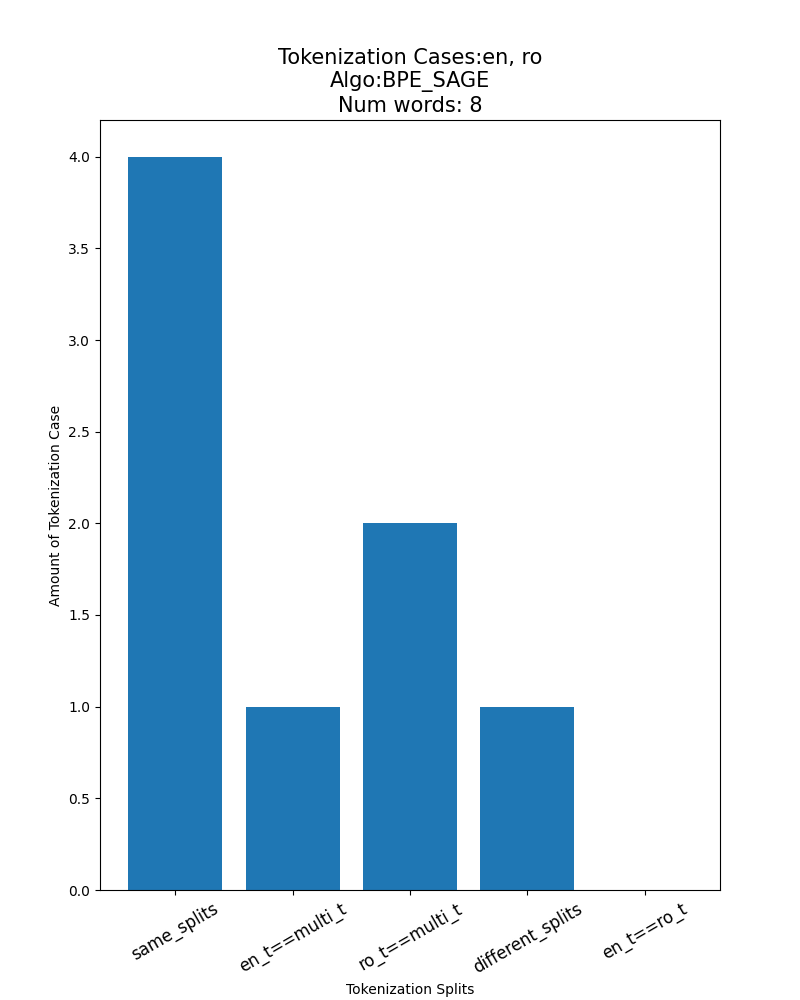 Tokenization Cases:en, ro
Algo:BPE_SAGE
Num words: 8
Amount of Tokenization Case
4.0
3.5
3.0
2.5
2.0
1.5
1.0
0.5
0.0
same_splits
en_t==multi_t
ro_t==multi_t
different_splits
en_t==ro_t
Tokenization Splits